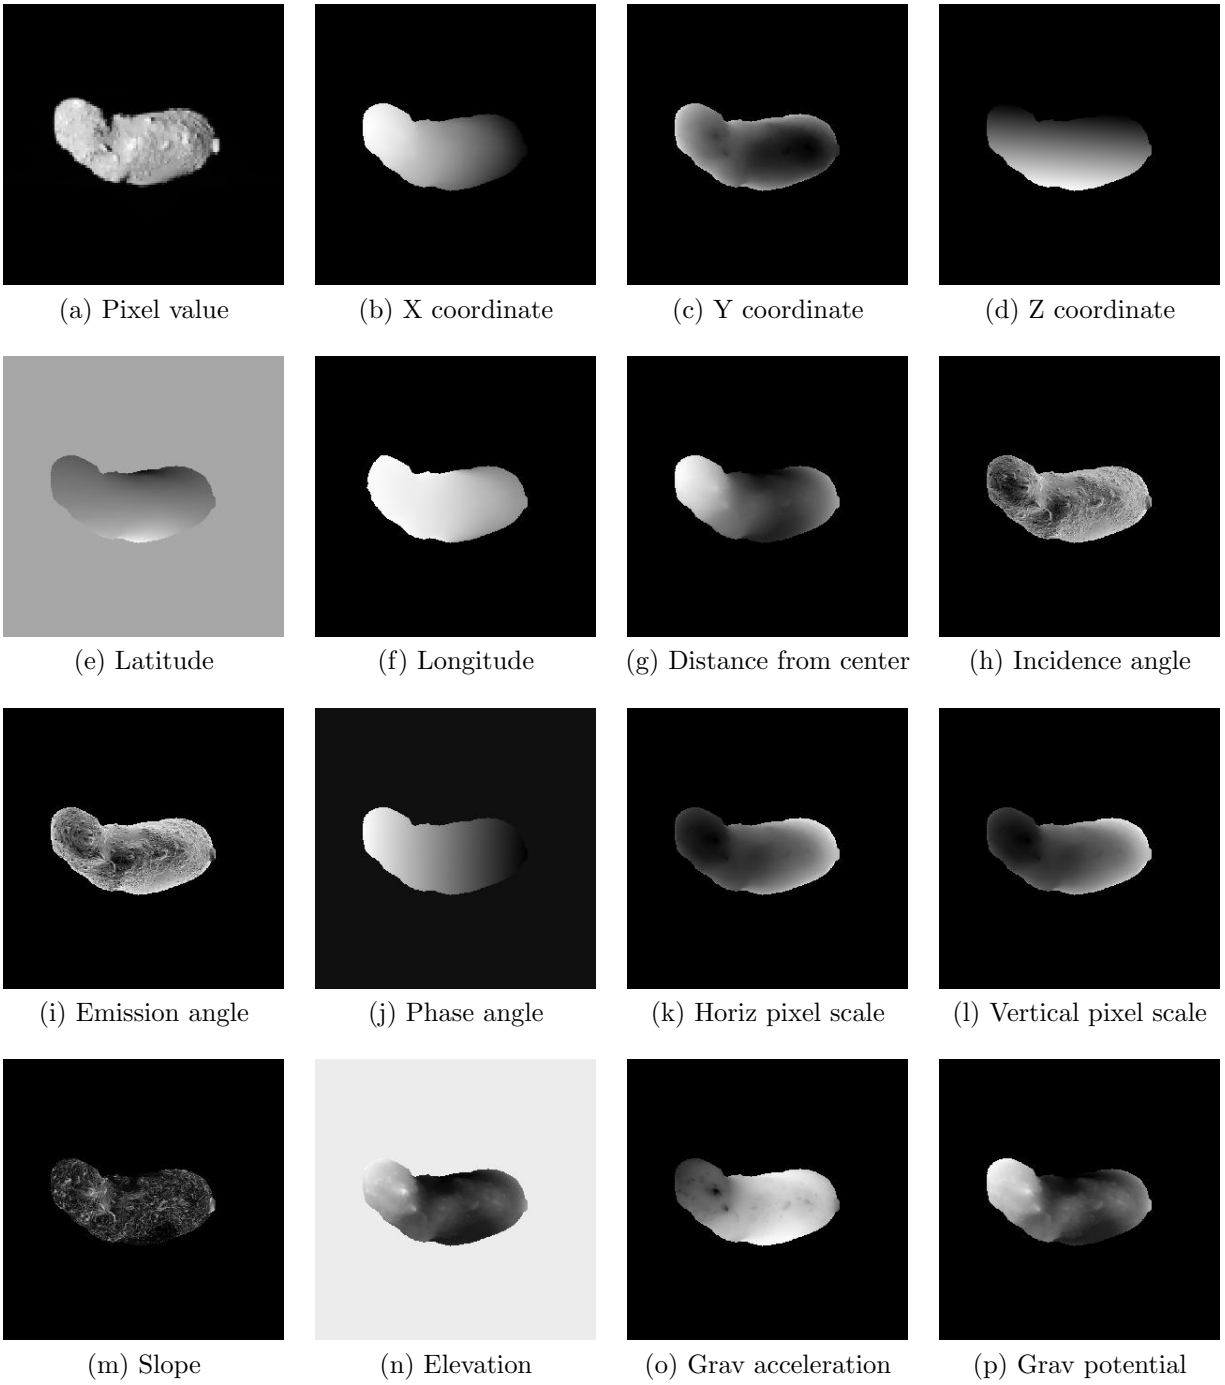 (a) Pixel value
(b) X coordinate
(c) Y coordinate
(d) Z coordinate
(e) Latitude
(f) Longitude
(g) Distance from center
(h) Incidence angle
(i) Emission angle
(j) Phase angle
(k) Horiz pixel scale
(l) Vertical pixel scale
(m) Slope
(n) Elevation
(o) Grav acceleration
(p) Grav potential